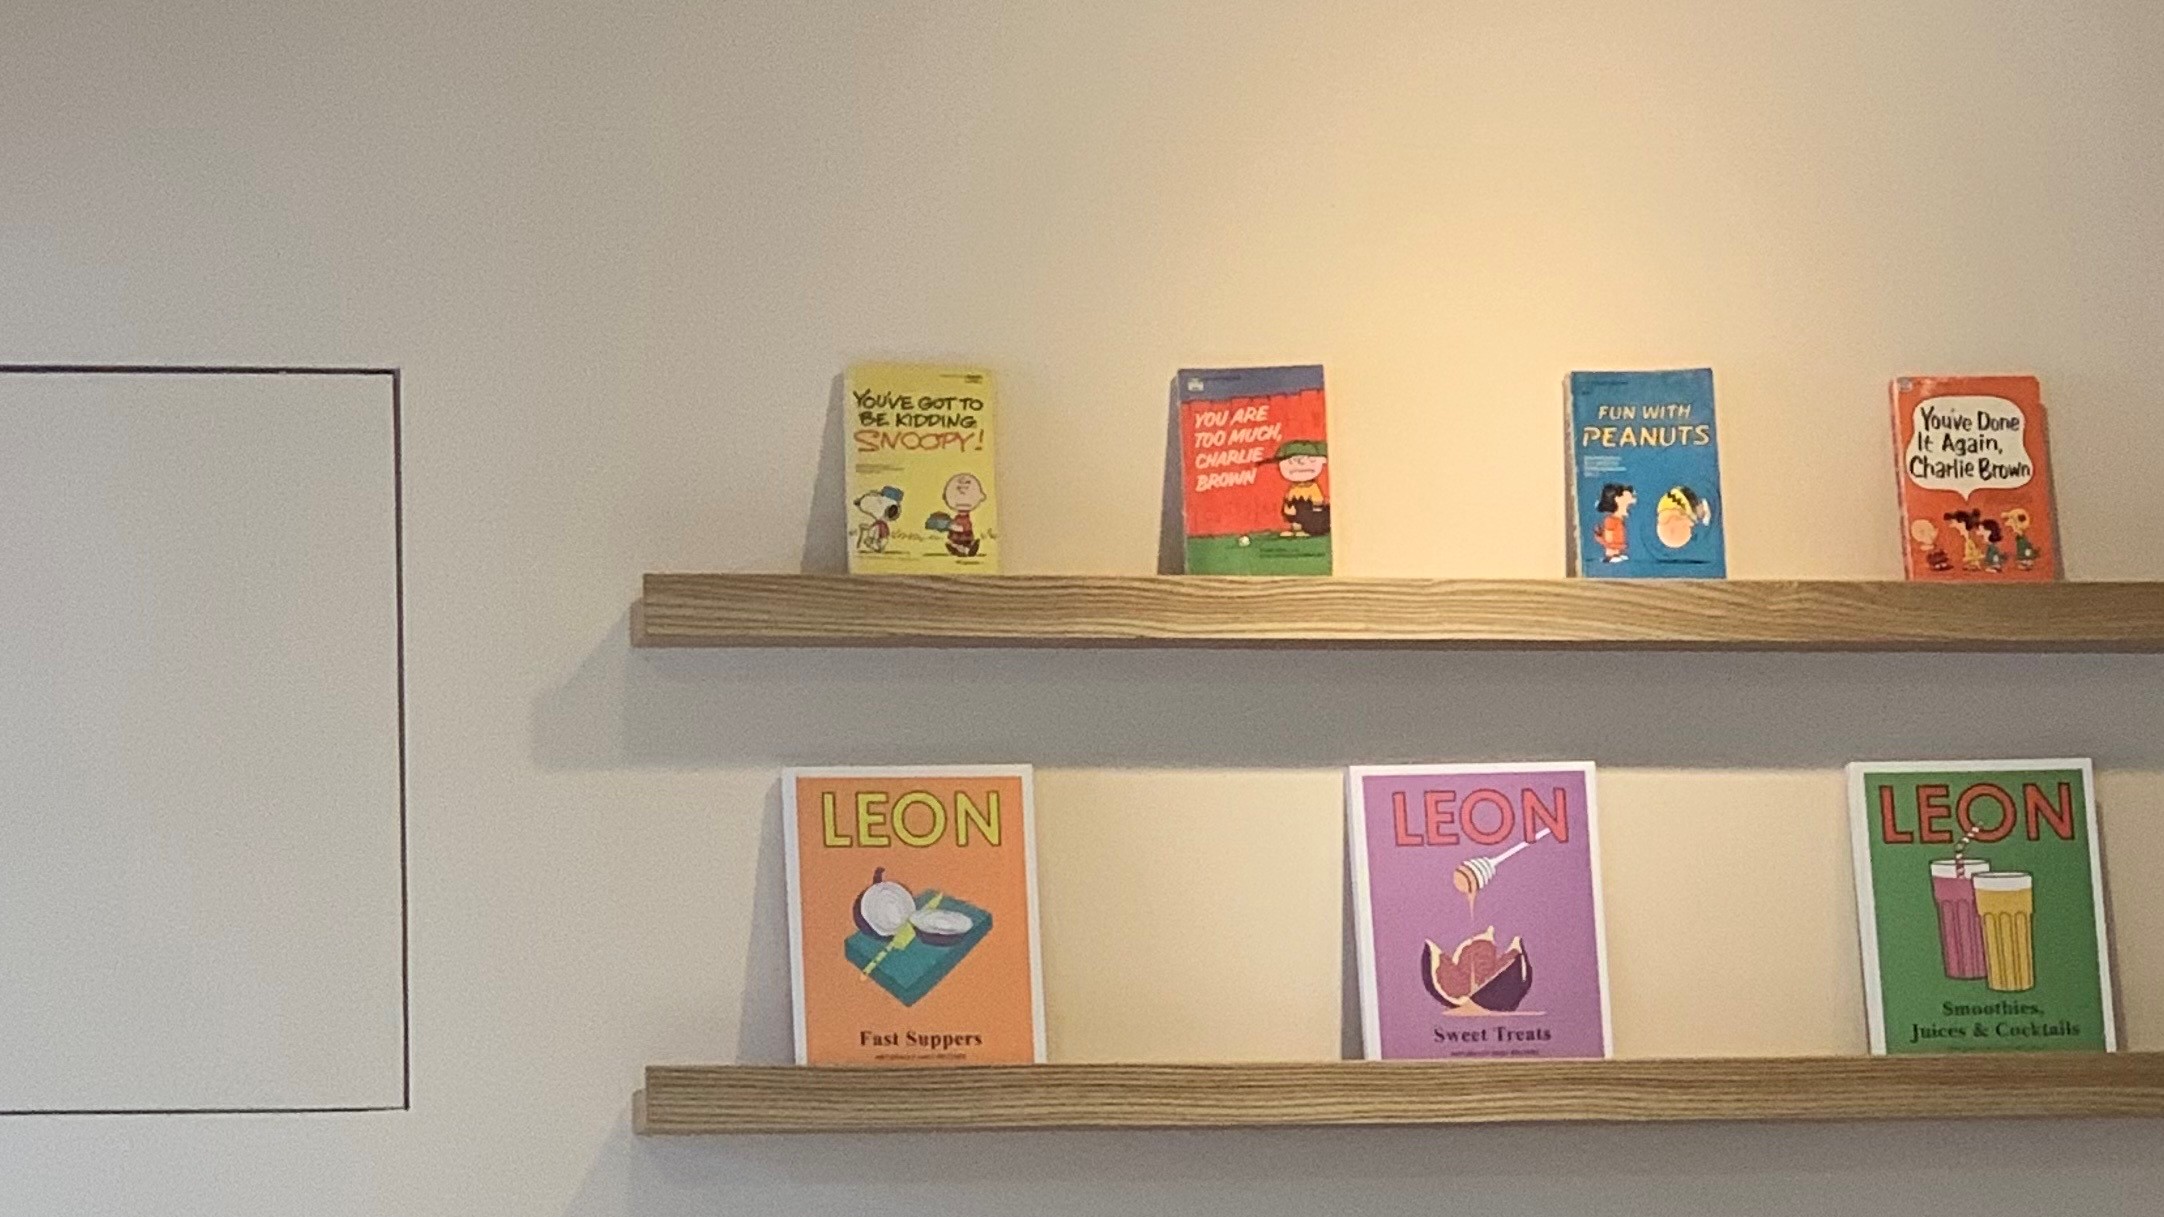 YOU'VE GOT TO
BE KIDDING,
SNOOPY!
YOU ARE
TOO MUCH,
CHARLIE
BROWN
FUN WITH
PEANUTS
You've Done
It Again,
Charlie Brown
LEON
Fast Suppers
LEON
Sweet Treats
LEON
Smoothies,
Juices & Cocktails